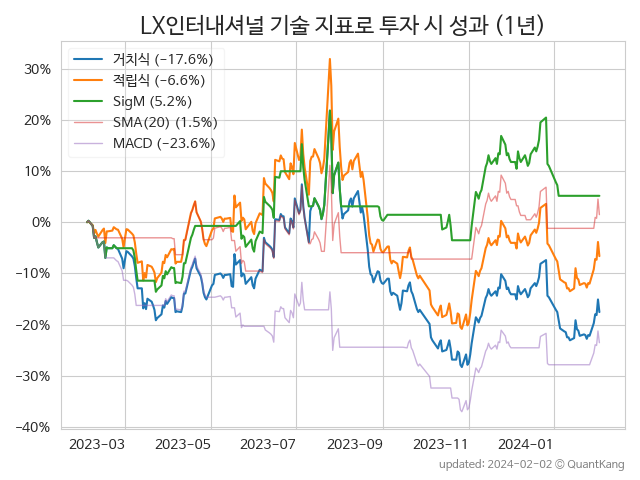 LX인터내셔널 기술 지표로 투자 시 성과 (1년)
거치식 (−17.6%)
적립식 (−6.6%)
SigM (5.2%)
SMA(20) (1.5%)
MACD (−23.6%)
30%
20%
10%
0%
−10%
−20%
−30%
−40%
2023-03 2023-05 2023-07 2023-09 2023-11 2024-01
updated: 2024-02-02 © QuantKang